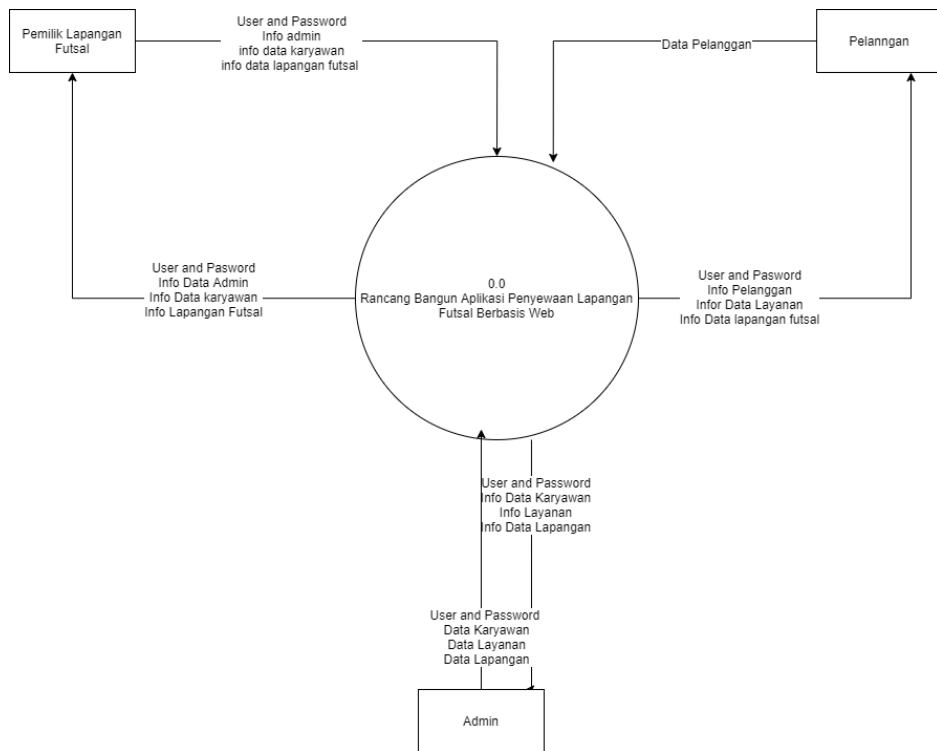 Pemilik Lapangan
Futsal
User and Password
Info admin
info data karyawan
info data lapangan futsal
Data Pelanggan
Pelanngan
User and Pasword
Info Data Admin
Info Data karyawan
Info Lapangan Futsal
0.0
Rancang Bangun Aplikasi Penyewaan Lapangan
Futsal Berbasis Web
User and Pasword
Info Pelanggan
Infor Data Layanan
Info Data lapangan futsal
User and Password
Info Data Karyawan
Info Layanan
Info Data Lapangan
User and Password
Data Karyawan
Data Layanan
Data Lapangan
Admin